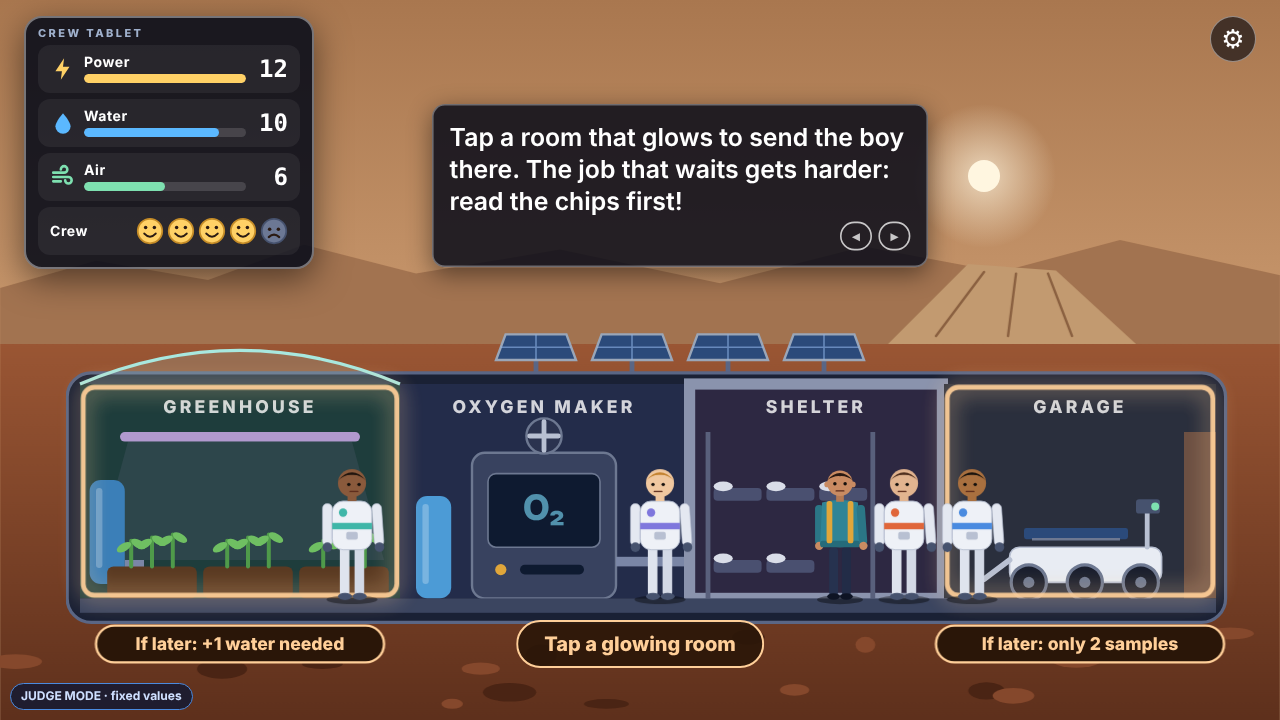 CREW TABLET
Power 12
Water 10
Air 6
Crew
Tap a room that glows to send the boy
there. The job that waits gets harder:
read the chips first!
GREENHOUSE
OXYGEN MAKER
SHELTER
GARAGE
O₂
If later: +1 water needed
Tap a glowing room
If later: only 2 samples
JUDGE MODE · fixed values